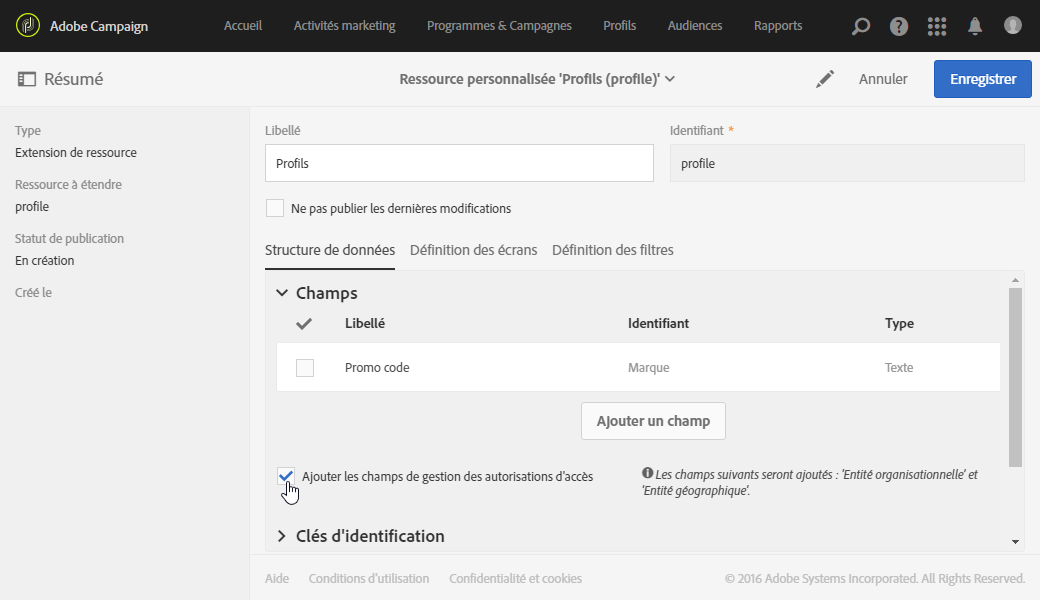 Adobe Campaign Accueil Activités marketing Programmes & Campagnes Profils Audiences Rapports
Résumé Ressource personnalisée 'Profils (profile)' Annuler Enregistrer
Type
Extension de ressource
Ressource à étendre
profile
Statut de publication
En création
Créé le
Libellé Identifiant *
Profils profile
Ne pas publier les dernières modifications
Structure de données Définition des écrans Définition des filtres
Champs
Libellé Identifiant Type
Promo code Marque Texte
Ajouter un champ
Ajouter les champs de gestion des autorisations d'accès
Les champs suivants seront ajoutés : 'Entité organisationnelle' et
'Entité géographique'.
Clés d'identification
Aide Conditions d'utilisation Confidentialité et cookies © 2016 Adobe Systems Incorporated. All Rights Reserved.